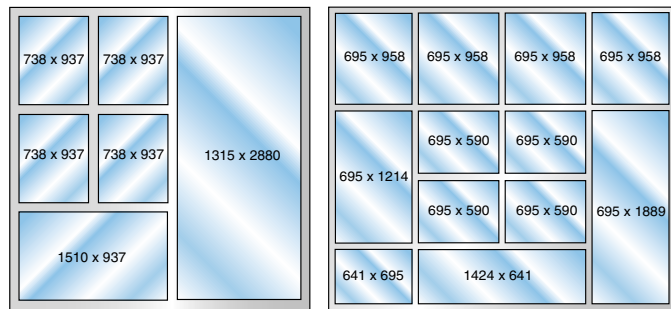 738 x 937
738 x 937
738 x 937
738 x 937
1315 x 2880
1510 x 937
695 x 958
695 x 958
695 x 958
695 x 958
695 x 1214
695 x 590
695 x 590
695 x 590
695 x 590
695 x 1889
641 x 695
1424 x 641